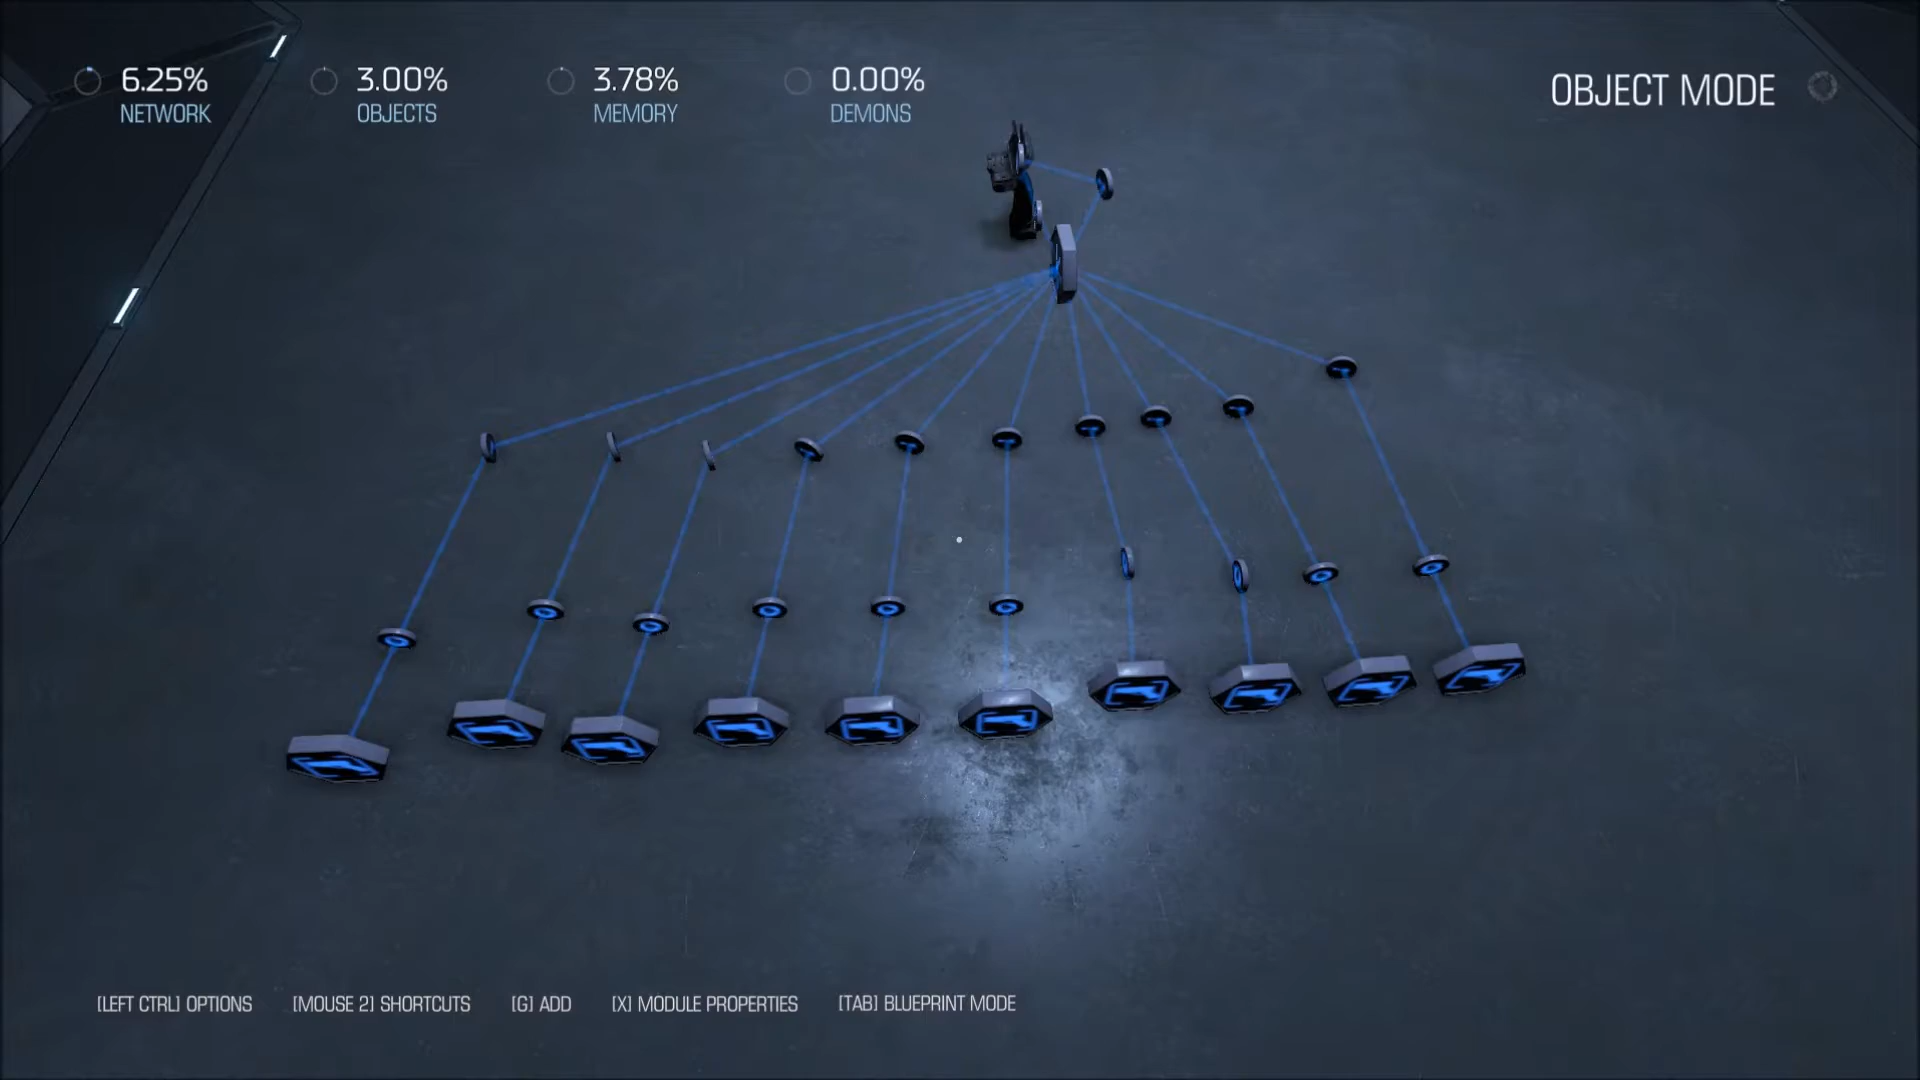 6.25%
NETWORK
3.00%
OBJECTS
3.78%
MEMORY
0.00%
DEMONS
OBJECT MODE
[LEFT CTRL] OPTIONS
[MOUSE 2] SHORTCUTS
[G] ADD
[X] MODULE PROPERTIES
[TAB] BLUEPRINT MODE